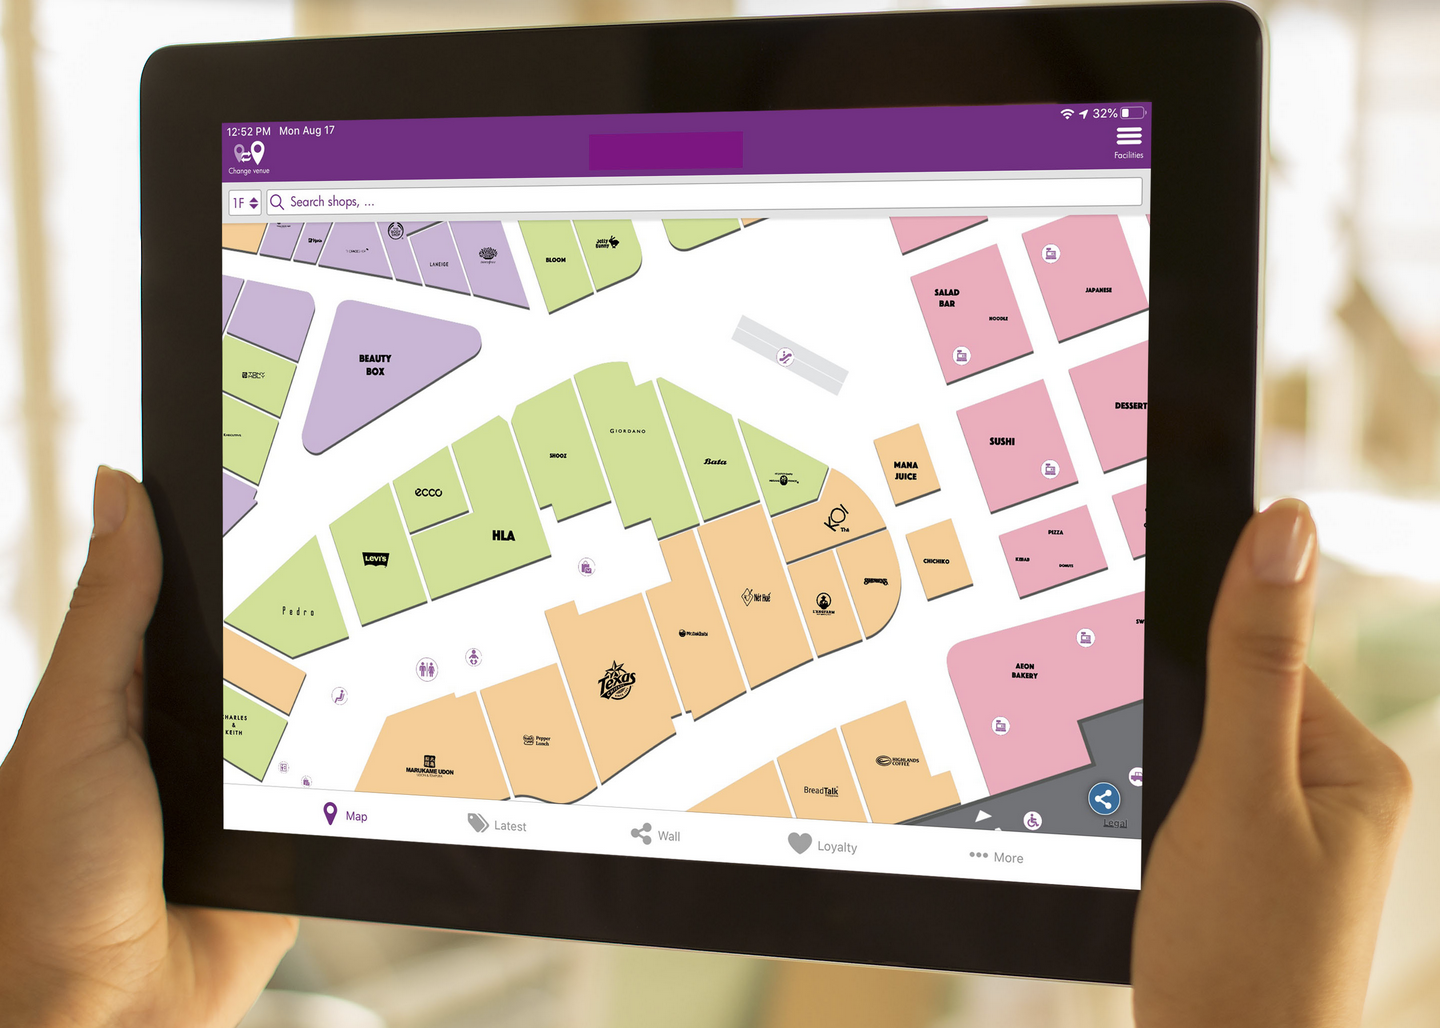 12:52 PM Mon Aug 17
32%
Change venue
Facilities
1F
Search shops, ...
LANEIGE
BLOOM
Jelly
Bunny
SALAD
BAR
NOODLE
JAPANESE
BEAUTY
BOX
DESSERT
GIORDANO
SHOOZ
Bata
ecco
HLA
LEVI'S
SUSHI
MANA
JUICE
KOI
Thé
CHICHIKO
PIZZA
KEBAB
DONUTS
Pedro
Nét Huế
Texas
AEON
BAKERY
SW
HARLES
&
KEITH
MARUKAME UDON
Pepper
Lunch
BreadTalk
HIGHLANDS
COFFEE
Legal
Map
Latest
Wall
Loyalty
More